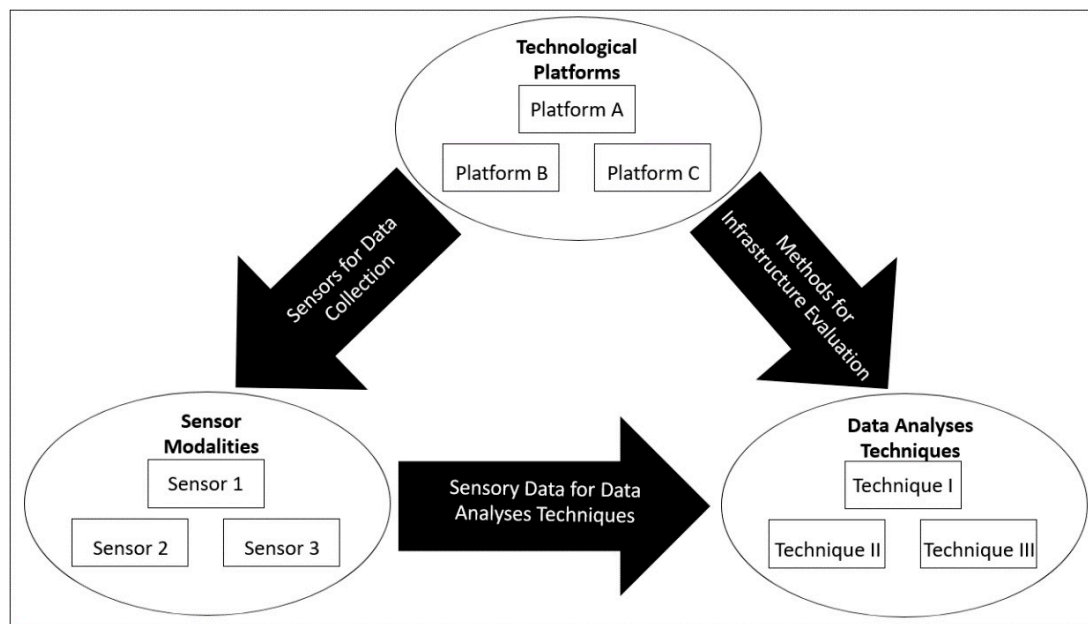 Technological
Platforms
Platform A
Platform B
Platform C
Sensors for Data
Collection
Methods for
Infrastructure Evaluation
Sensor
Modalities
Sensor 1
Sensor 2
Sensor 3
Sensory Data for Data
Analyses Techniques
Data Analyses
Techniques
Technique I
Technique II
Technique III